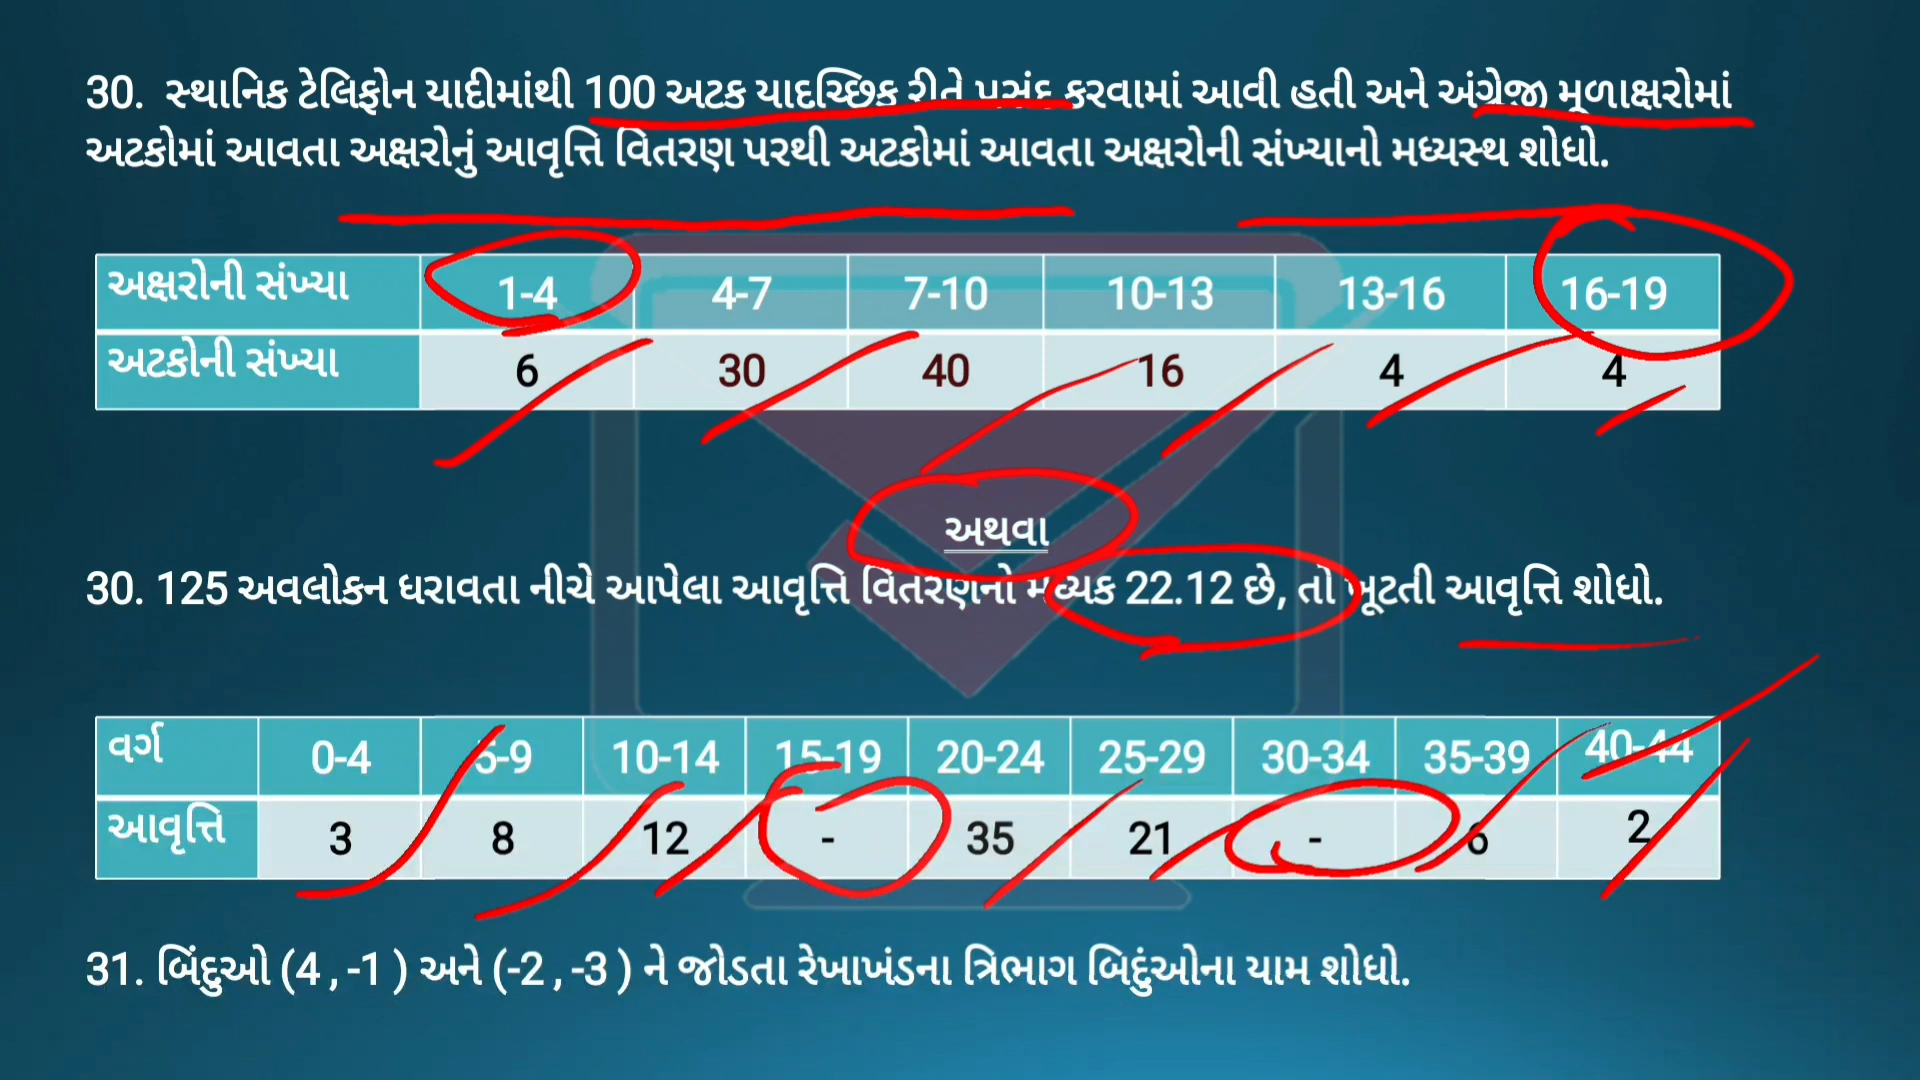 30. સ્થાનિક ટેલિફોન યાદીમાંથી 100 અટક યાદચ્છિક રીતે પસંદ કરવામાં આવી હતી અને અંગ્રેજી મૂળાક્ષરોમાં
અટકોમાં આવતા અક્ષરોનું આવૃત્તિ વિતરણ પરથી અટકોમાં આવતા અક્ષરોની સંખ્યાનો મધ્યસ્થ શોધો.
અક્ષરોની સંખ્યા 1-4 4-7 7-10 10-13 13-16 16-19
અટકોની સંખ્યા 6 30 40 16 4 4
અથવા
30. 125 અવલોકન ધરાવતા નીચે આપેલા આવૃત્તિ વિતરણનો મધ્યક 22.12 છે, તો ખૂટતી આવૃત્તિ શોધો.
વર્ગ 0-4 5-9 10-14 15-19 20-24 25-29 30-34 35-39 40-44
આવૃત્તિ 3 8 12 - 35 21 - 6 2
31. બિંદુઓ (4 , -1 ) અને (-2 , -3 ) ને જોડતા રેખાખંડના ત્રિભાગ બિદુંઓના યામ શોધો.